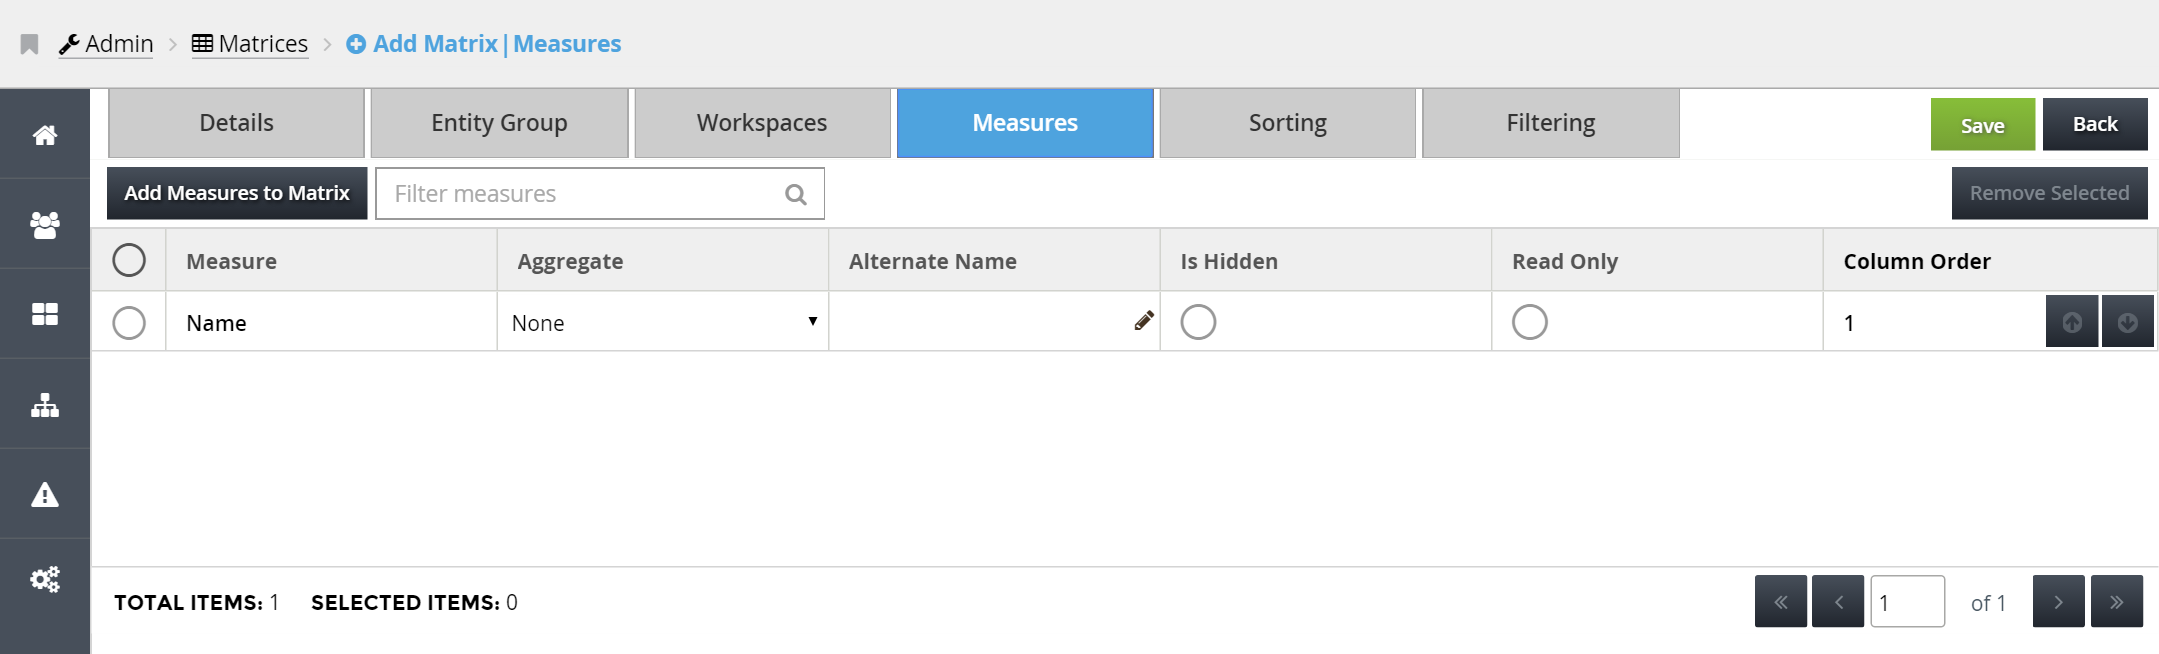 Admin > Matrices > Add Matrix|Measures
Details Entity Group Workspaces Measures Sorting Filtering Save Back
Add Measures to Matrix Filter measures Remove Selected
Measure Aggregate Alternate Name Is Hidden Read Only Column Order
Name None 1
TOTAL ITEMS: 1 SELECTED ITEMS: 0 « < 1 of 1 > »